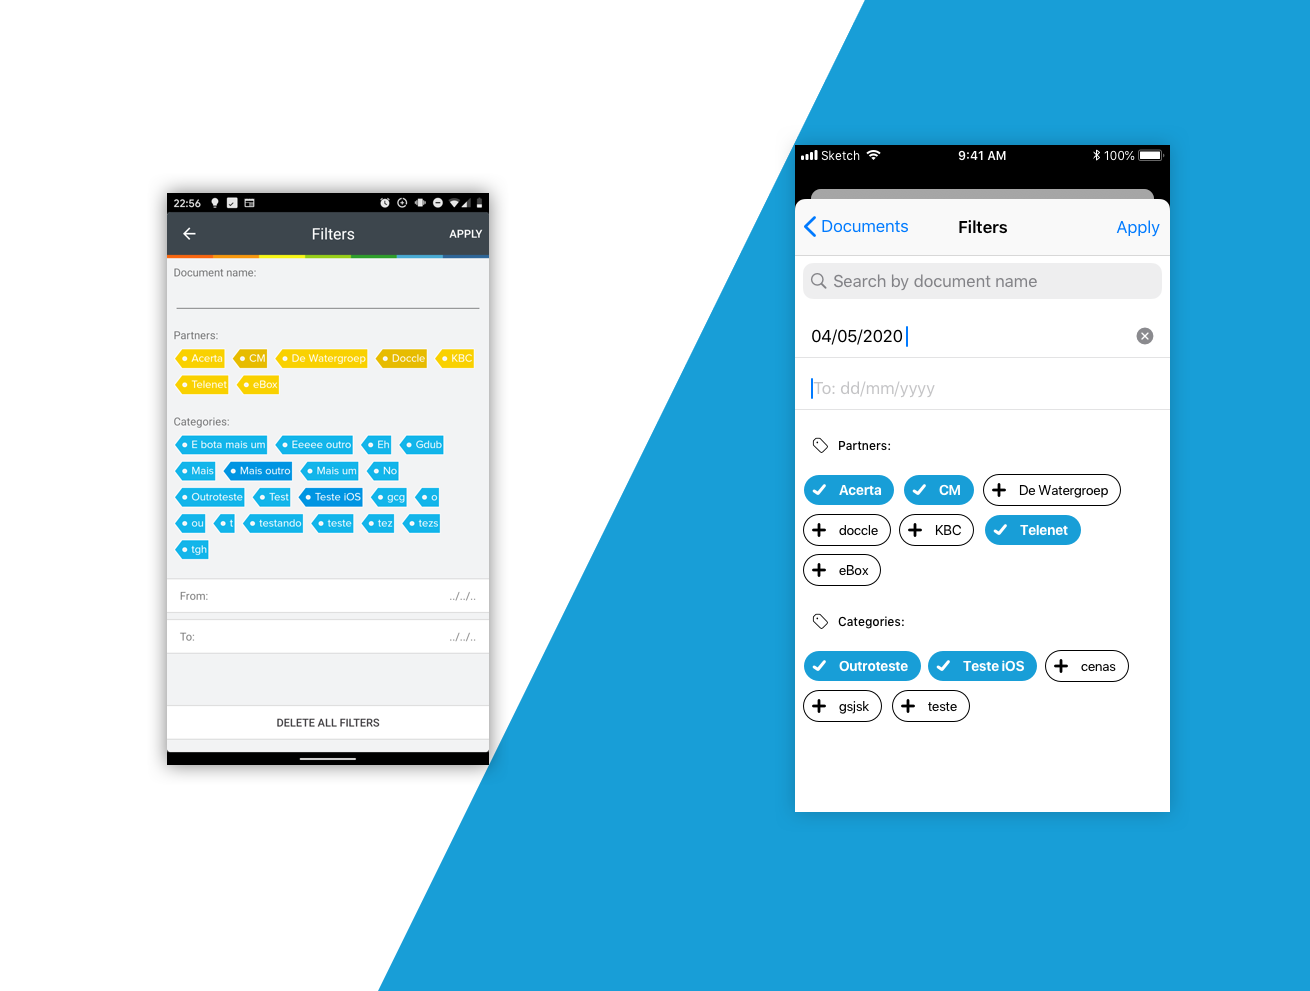 22:56
Filters
APPLY
Document name:
Partners:
Acerta CM De Watergroep Doccle KBC
Telenet eBox
Categories:
E bota mais um Eeeee outro Eh Gdub
Mais Mais outro Mais um No
Outroteste Test Teste iOS gcg o
ou t testando teste tez tezs
tgh
From: ../../..
To: ../../..
DELETE ALL FILTERS
Sketch 9:41 AM 100%
Documents Filters Apply
Search by document name
04/05/2020
To: dd/mm/yyyy
Partners:
Acerta CM De Watergroep
doccle KBC Telenet
eBox
Categories:
Outroteste Teste iOS cenas
gsjsk teste